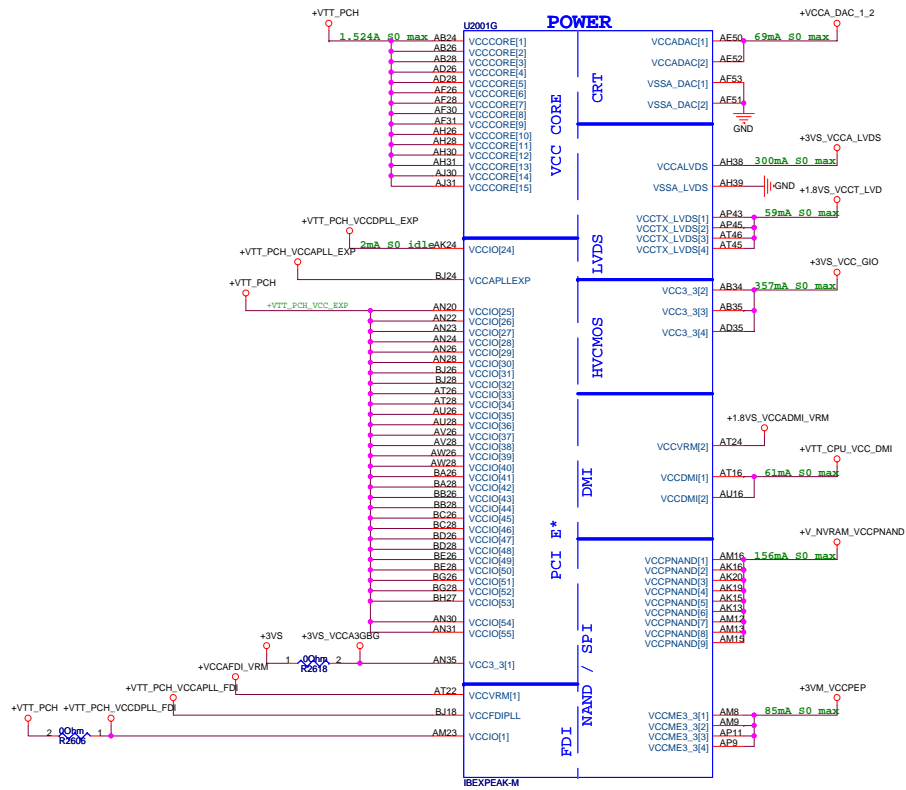 POWER
U2001G
+VTT_PCH
1.524A S0 max
AB24 VCCCORE[1]
AB26 VCCCORE[2]
AB28 VCCCORE[3]
AD26 VCCCORE[4]
AD28 VCCCORE[5]
AF26 VCCCORE[6]
AF28 VCCCORE[7]
AF30 VCCCORE[8]
AF31 VCCCORE[9]
AH26 VCCCORE[10]
AH28 VCCCORE[11]
AH30 VCCCORE[12]
AH31 VCCCORE[13]
AJ30 VCCCORE[14]
AJ31 VCCCORE[15]
VCC CORE
+VTT_PCH_VCCDPLL_EXP
2mA S0 idle
AK24 VCCIO[24]
+VTT_PCH_VCCAPLL_EXP
BJ24 VCCAPLLEXP
+VTT_PCH
+VTT_PCH_VCC_EXP
AN20 VCCIO[25]
AN22 VCCIO[26]
AN23 VCCIO[27]
AN24 VCCIO[28]
AN26 VCCIO[29]
AN28 VCCIO[30]
BJ26 VCCIO[31]
BJ28 VCCIO[32]
AT26 VCCIO[33]
AT28 VCCIO[34]
AU26 VCCIO[35]
AU28 VCCIO[36]
AV26 VCCIO[37]
AV28 VCCIO[38]
AW26 VCCIO[39]
AW28 VCCIO[40]
BA26 VCCIO[41]
BA28 VCCIO[42]
BB26 VCCIO[43]
BB28 VCCIO[44]
BC26 VCCIO[45]
BC28 VCCIO[46]
BD26 VCCIO[47]
BD28 VCCIO[48]
BE26 VCCIO[49]
BE28 VCCIO[50]
BG26 VCCIO[51]
BG28 VCCIO[52]
BH27 VCCIO[53]
AN30 VCCIO[54]
AN31 VCCIO[55]
PCI E*
+3VS
+3VS_VCCA3GBG
1 0Ohm 2
R2618
AN35 VCC3_3[1]
+VCCAFDI_VRM
AT22 VCCVRM[1]
+VTT_PCH_VCCAPLL_FDI
BJ18 VCCFDIPLL
+VTT_PCH
+VTT_PCH_VCCDPLL_FDI
2 0Ohm 1
R2606
AM23 VCCIO[1]
FDI
IBEXPEAK-M
CRT
+VCCA_DAC_1_2
VCCADAC[1] AE50 69mA S0 max
VCCADAC[2] AE52
VSSA_DAC[1] AF53
VSSA_DAC[2] AF51
GND
LVDS
+3VS_VCCA_LVDS
VCCALVDS AH38 300mA S0 max
VSSA_LVDS AH39 GND
+1.8VS_VCCT_LVD
VCCTX_LVDS[1] AP43 59mA S0 max
VCCTX_LVDS[2] AP45
VCCTX_LVDS[3] AT46
VCCTX_LVDS[4] AT45
HVCMOS
+3VS_VCC_GIO
VCC3_3[2] AB34 357mA S0 max
VCC3_3[3] AB35
VCC3_3[4] AD35
DMI
+1.8VS_VCCADMI_VRM
VCCVRM[2] AT24
+VTT_CPU_VCC_DMI
VCCDMI[1] AT16 61mA S0 max
VCCDMI[2] AU16
NAND / SPI
+V_NVRAM_VCCPNAND
VCCPNAND[1] AM16 156mA S0 max
VCCPNAND[2] AK16
VCCPNAND[3] AK20
VCCPNAND[4] AK19
VCCPNAND[5] AK15
VCCPNAND[6] AK13
VCCPNAND[7] AM12
VCCPNAND[8] AM13
VCCPNAND[9] AM15
+3VM_VCCPEP
VCCME3_3[1] AM8 85mA S0 max
VCCME3_3[2] AM9
VCCME3_3[3] AP11
VCCME3_3[4] AP9